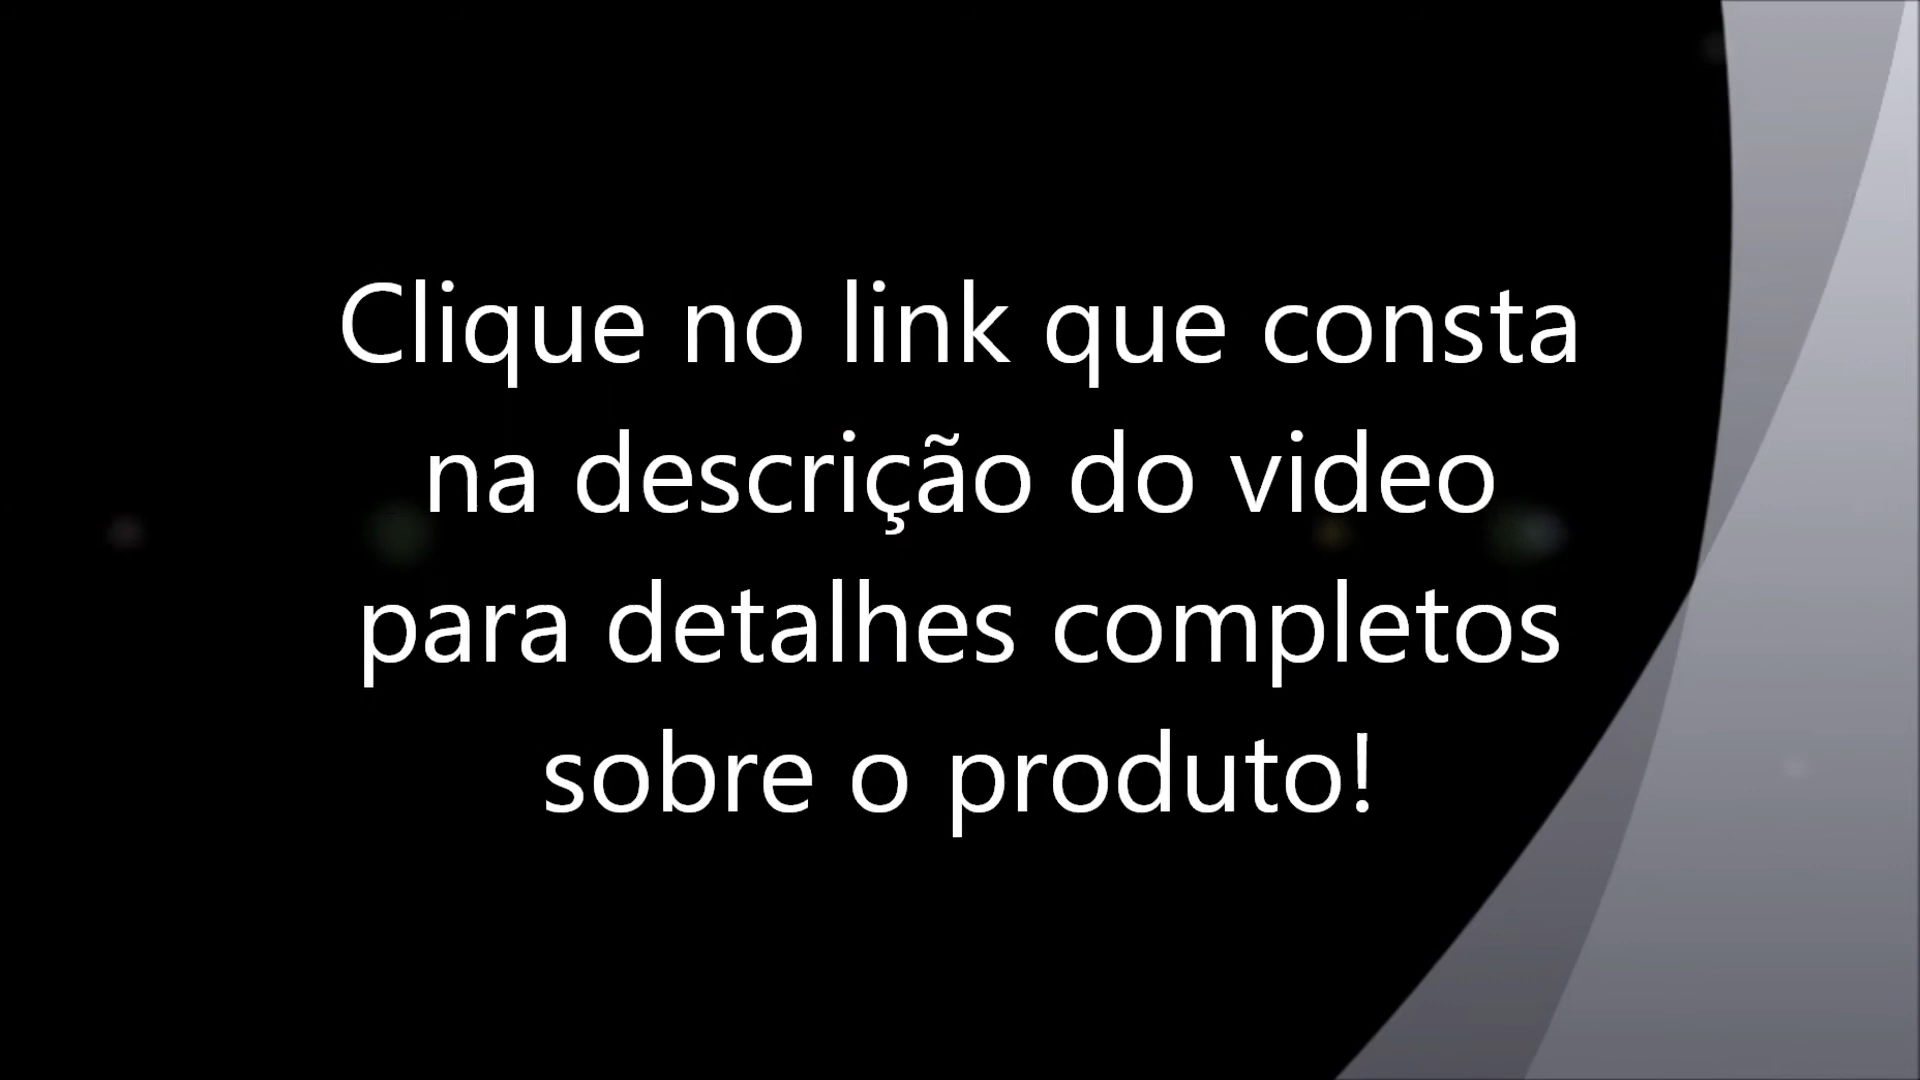 Clique no link que consta
na descrição do video
para detalhes completos
sobre o produto!